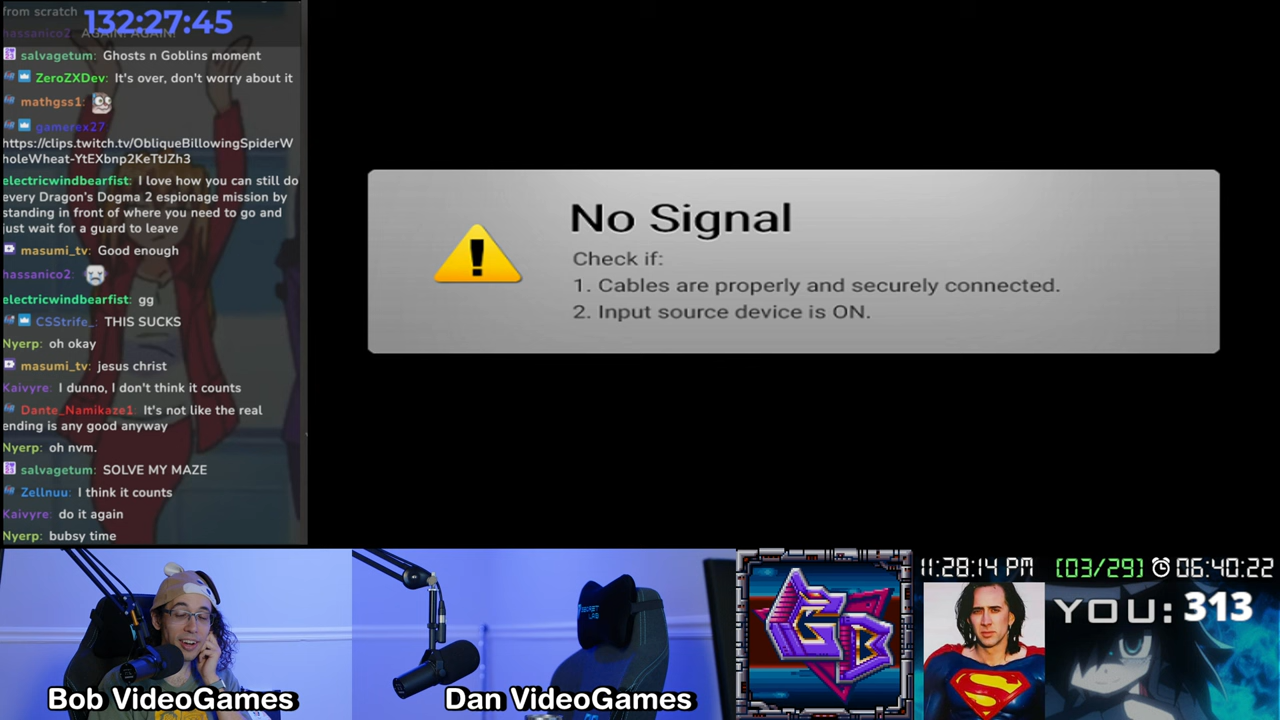 from scratch
132:27:45
hassanico2: AGAIN! AGAIN!
salvagetum: Ghosts n Goblins moment
ZeroZXDev: It's over, don't worry about it
mathgss1:
gamerex27:
https://clips.twitch.tv/ObliqueBillowingSpiderW
holeWheat-YtEXbnp2KeTtJZh3
electricwindbearfist: I love how you can still do
every Dragon's Dogma 2 espionage mission by
standing in front of where you need to go and
just wait for a guard to leave
masumi_tv: Good enough
hassanico2:
electricwindbearfist: gg
CSStrife_: THIS SUCKS
Nyerp: oh okay
masumi_tv: jesus christ
Kaivyre: I dunno, I don't think it counts
Dante_Namikaze1: It's not like the real
ending is any good anyway
Nyerp: oh nvm.
salvagetum: SOLVE MY MAZE
Zellnuu: I think it counts
Kaivyre: do it again
Nyerp: bubsy time
No Signal
Check if:
1. Cables are properly and securely connected.
2. Input source device is ON.
Bob VideoGames
Dan VideoGames
GB
11:28:14 PM [03/29] 06:40:22
YOU: 313